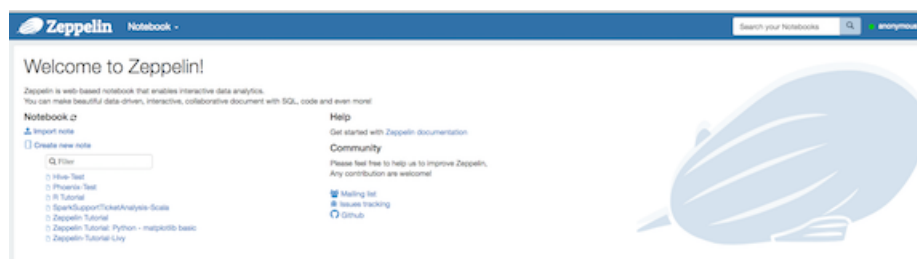 Zeppelin Notebook
Search your Notebooks
anonymous
Welcome to Zeppelin!
Zeppelin is web-based notebook that enables interactive data analytics.
You can make beautiful data-driven, interactive, collaborative document with SQL, code and even more!
Notebook
Import note
Create new note
Filter
Hive-Test
Phoenix-Test
R Tutorial
SparkSupportTicketAnalysis-Scala
Zeppelin Tutorial
Zeppelin Tutorial: Python - matplotlib basic
Zeppelin-Tutorial-Livy
Help
Get started with Zeppelin documentation
Community
Please feel free to help us to improve Zeppelin,
Any contribution are welcome!
Mailing list
Issues tracking
Github